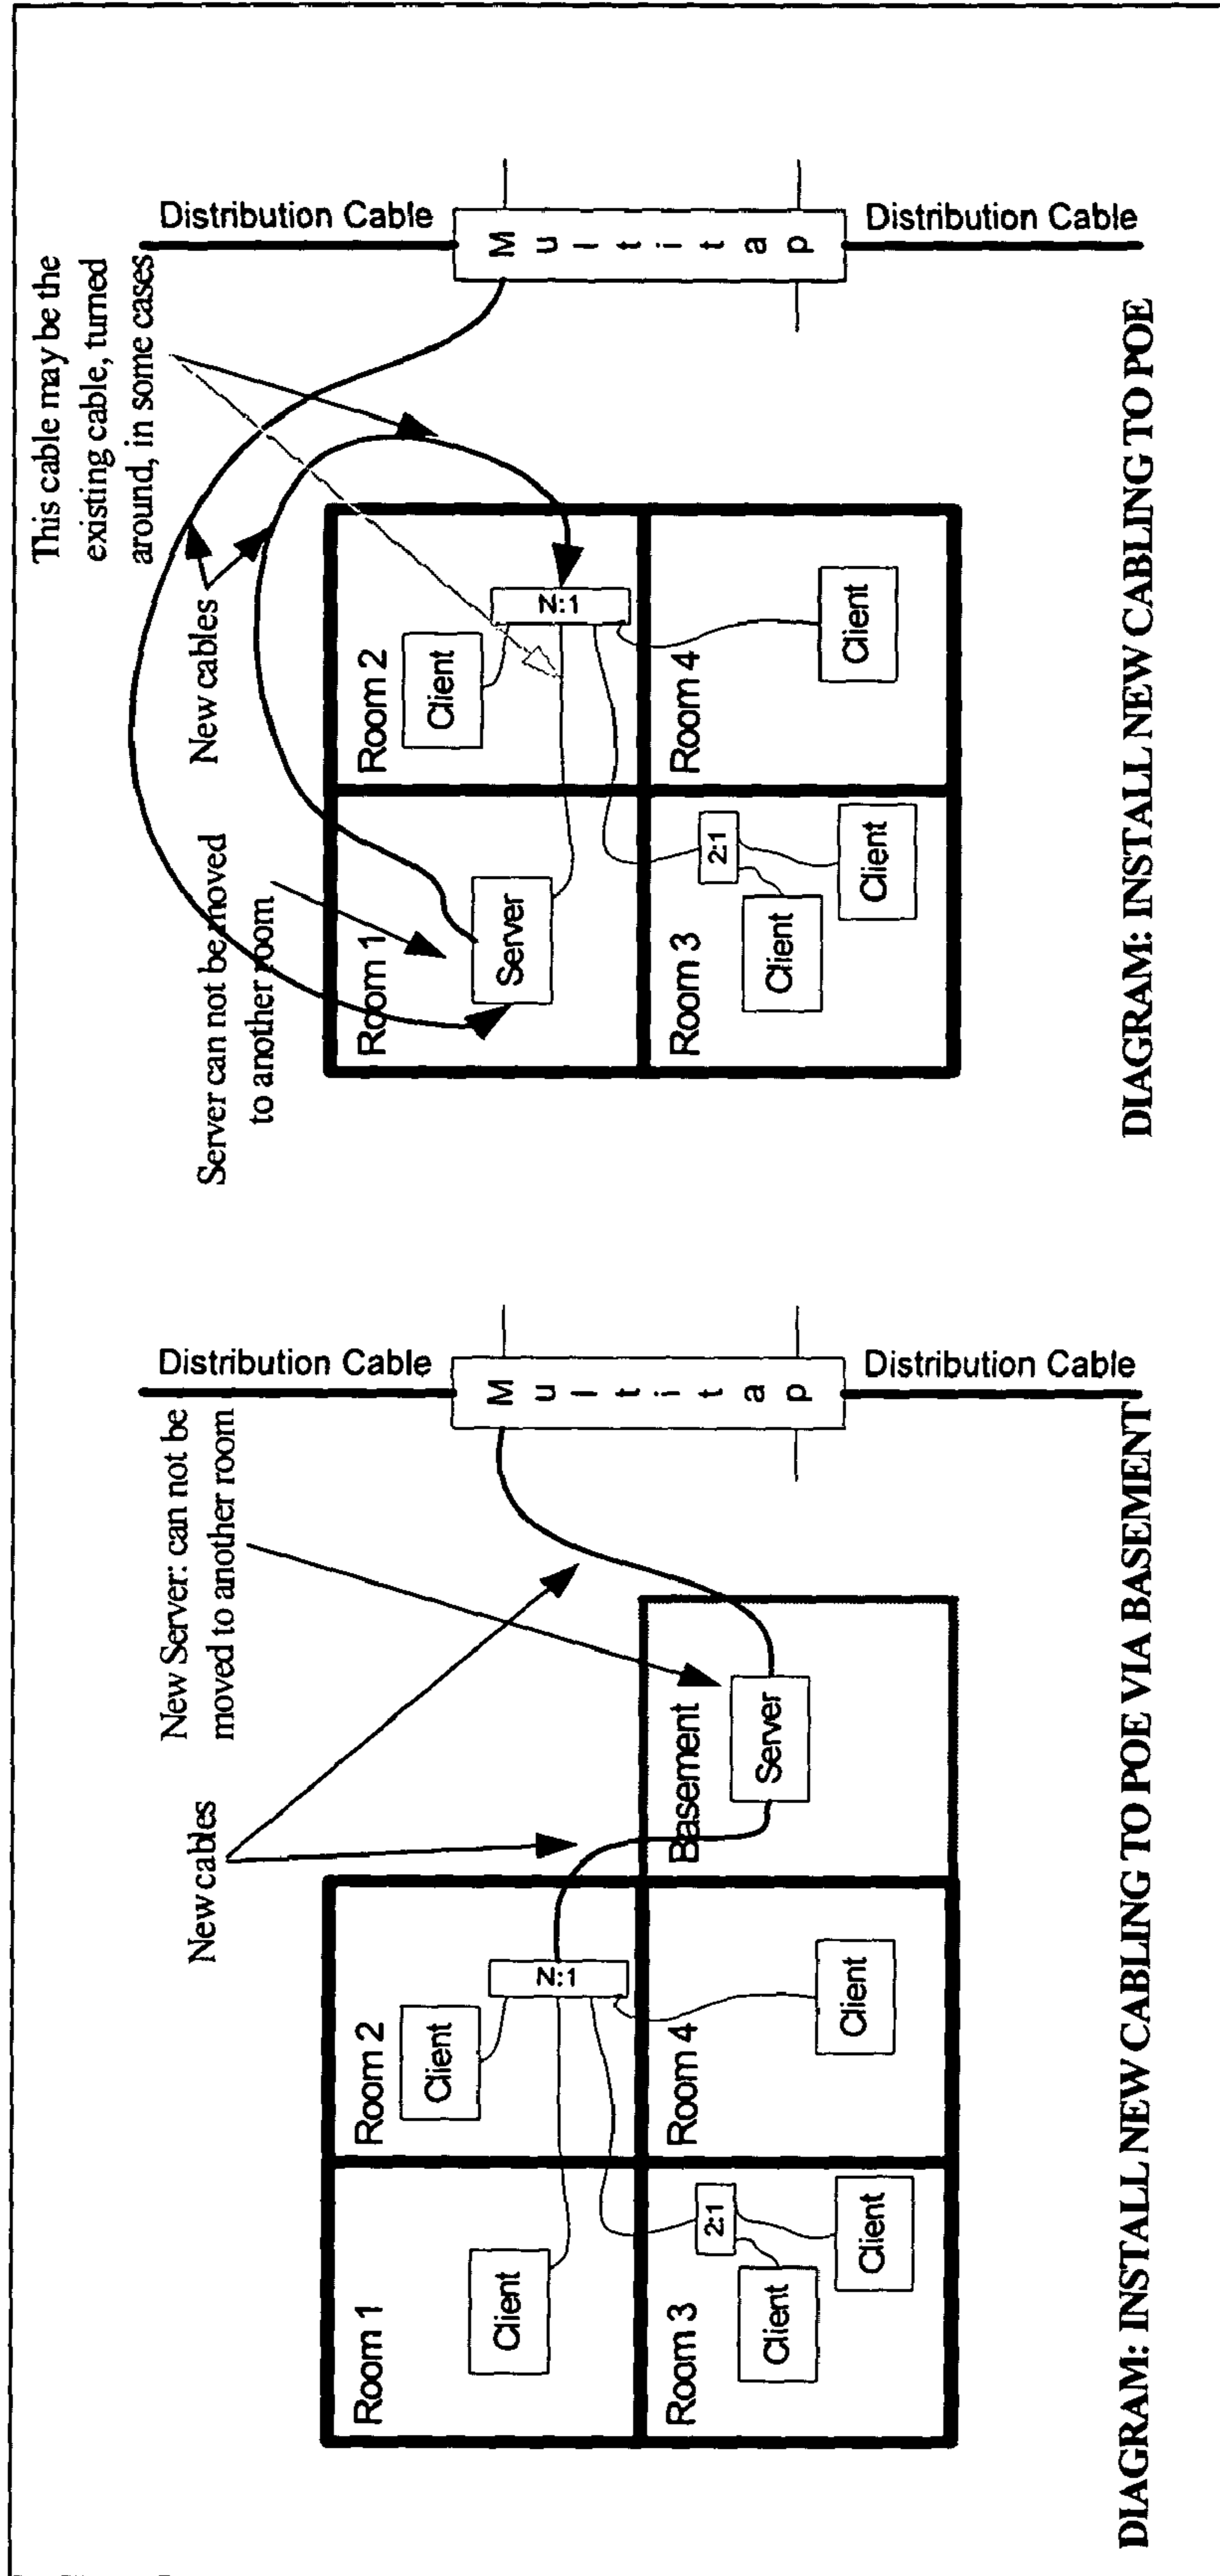 New cables
New Server: can not be
moved to another room
Distribution Cable
Multitap
Distribution Cable
Room 1
Client
Room 2
Client
N:1
Basement
Server
Room 3
Client
2:1
Client
Room 4
Client
DIAGRAM: INSTALL NEW CABLING TO POE VIA BASEMENT
This cable may be the
existing cable, turned
around, in some cases
New cables
Server can not be moved
to another room
Distribution Cable
Multitap
Distribution Cable
Room 1
Server
Room 2
Client
N:1
Room 3
Client
2:1
Client
Room 4
Client
DIAGRAM: INSTALL NEW CABLING TO POE